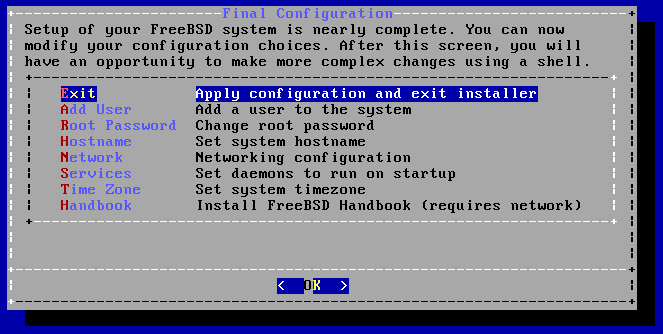 Final Configuration
Setup of your FreeBSD system is nearly complete. You can now
modify your configuration choices. After this screen, you will
have an opportunity to make more complex changes using a shell.
Exit Apply configuration and exit installer
Add User Add a user to the system
Root Password Change root password
Hostname Set system hostname
Network Networking configuration
Services Set daemons to run on startup
Time Zone Set system timezone
Handbook Install FreeBSD Handbook (requires network)
< OK >